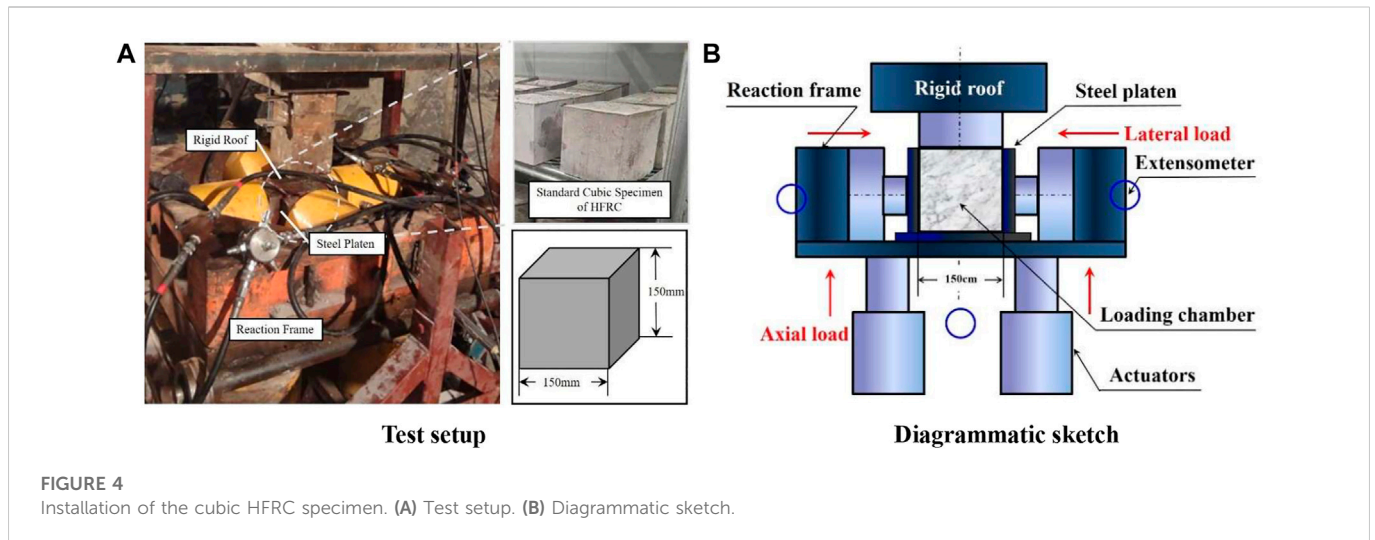 A
Rigid Roof
Steel Platen
Reaction Frame
Standard Cubic Specimen
of HFRC
150mm
150mm
Test setup
B
Reaction frame
Rigid roof
Steel platen
Lateral load
Extensometer
150cm
Loading chamber
Axial load
Actuators
Diagrammatic sketch
FIGURE 4
Installation of the cubic HFRC specimen. (A) Test setup. (B) Diagrammatic sketch.